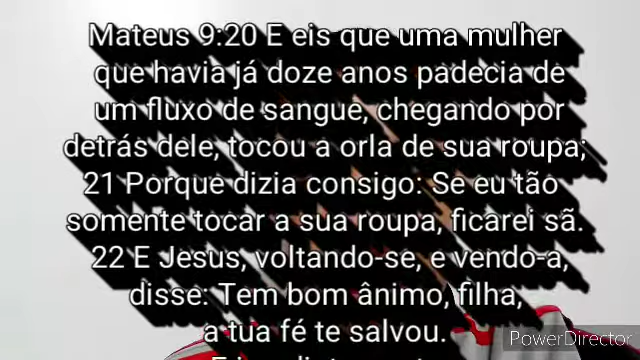 Mateus 9:20 E eis que uma mulher
que havia já doze anos padecia de
um fluxo de sangue, chegando por
detrás dele, tocou a orla de sua roupa;
21 Porque dizia consigo: Se eu tão
somente tocar a sua roupa, ficarei sã.
22 E Jesus, voltando-se, e vendo-a,
disse: Tem bom ânimo, filha,
a tua fé te salvou.
PowerDirector